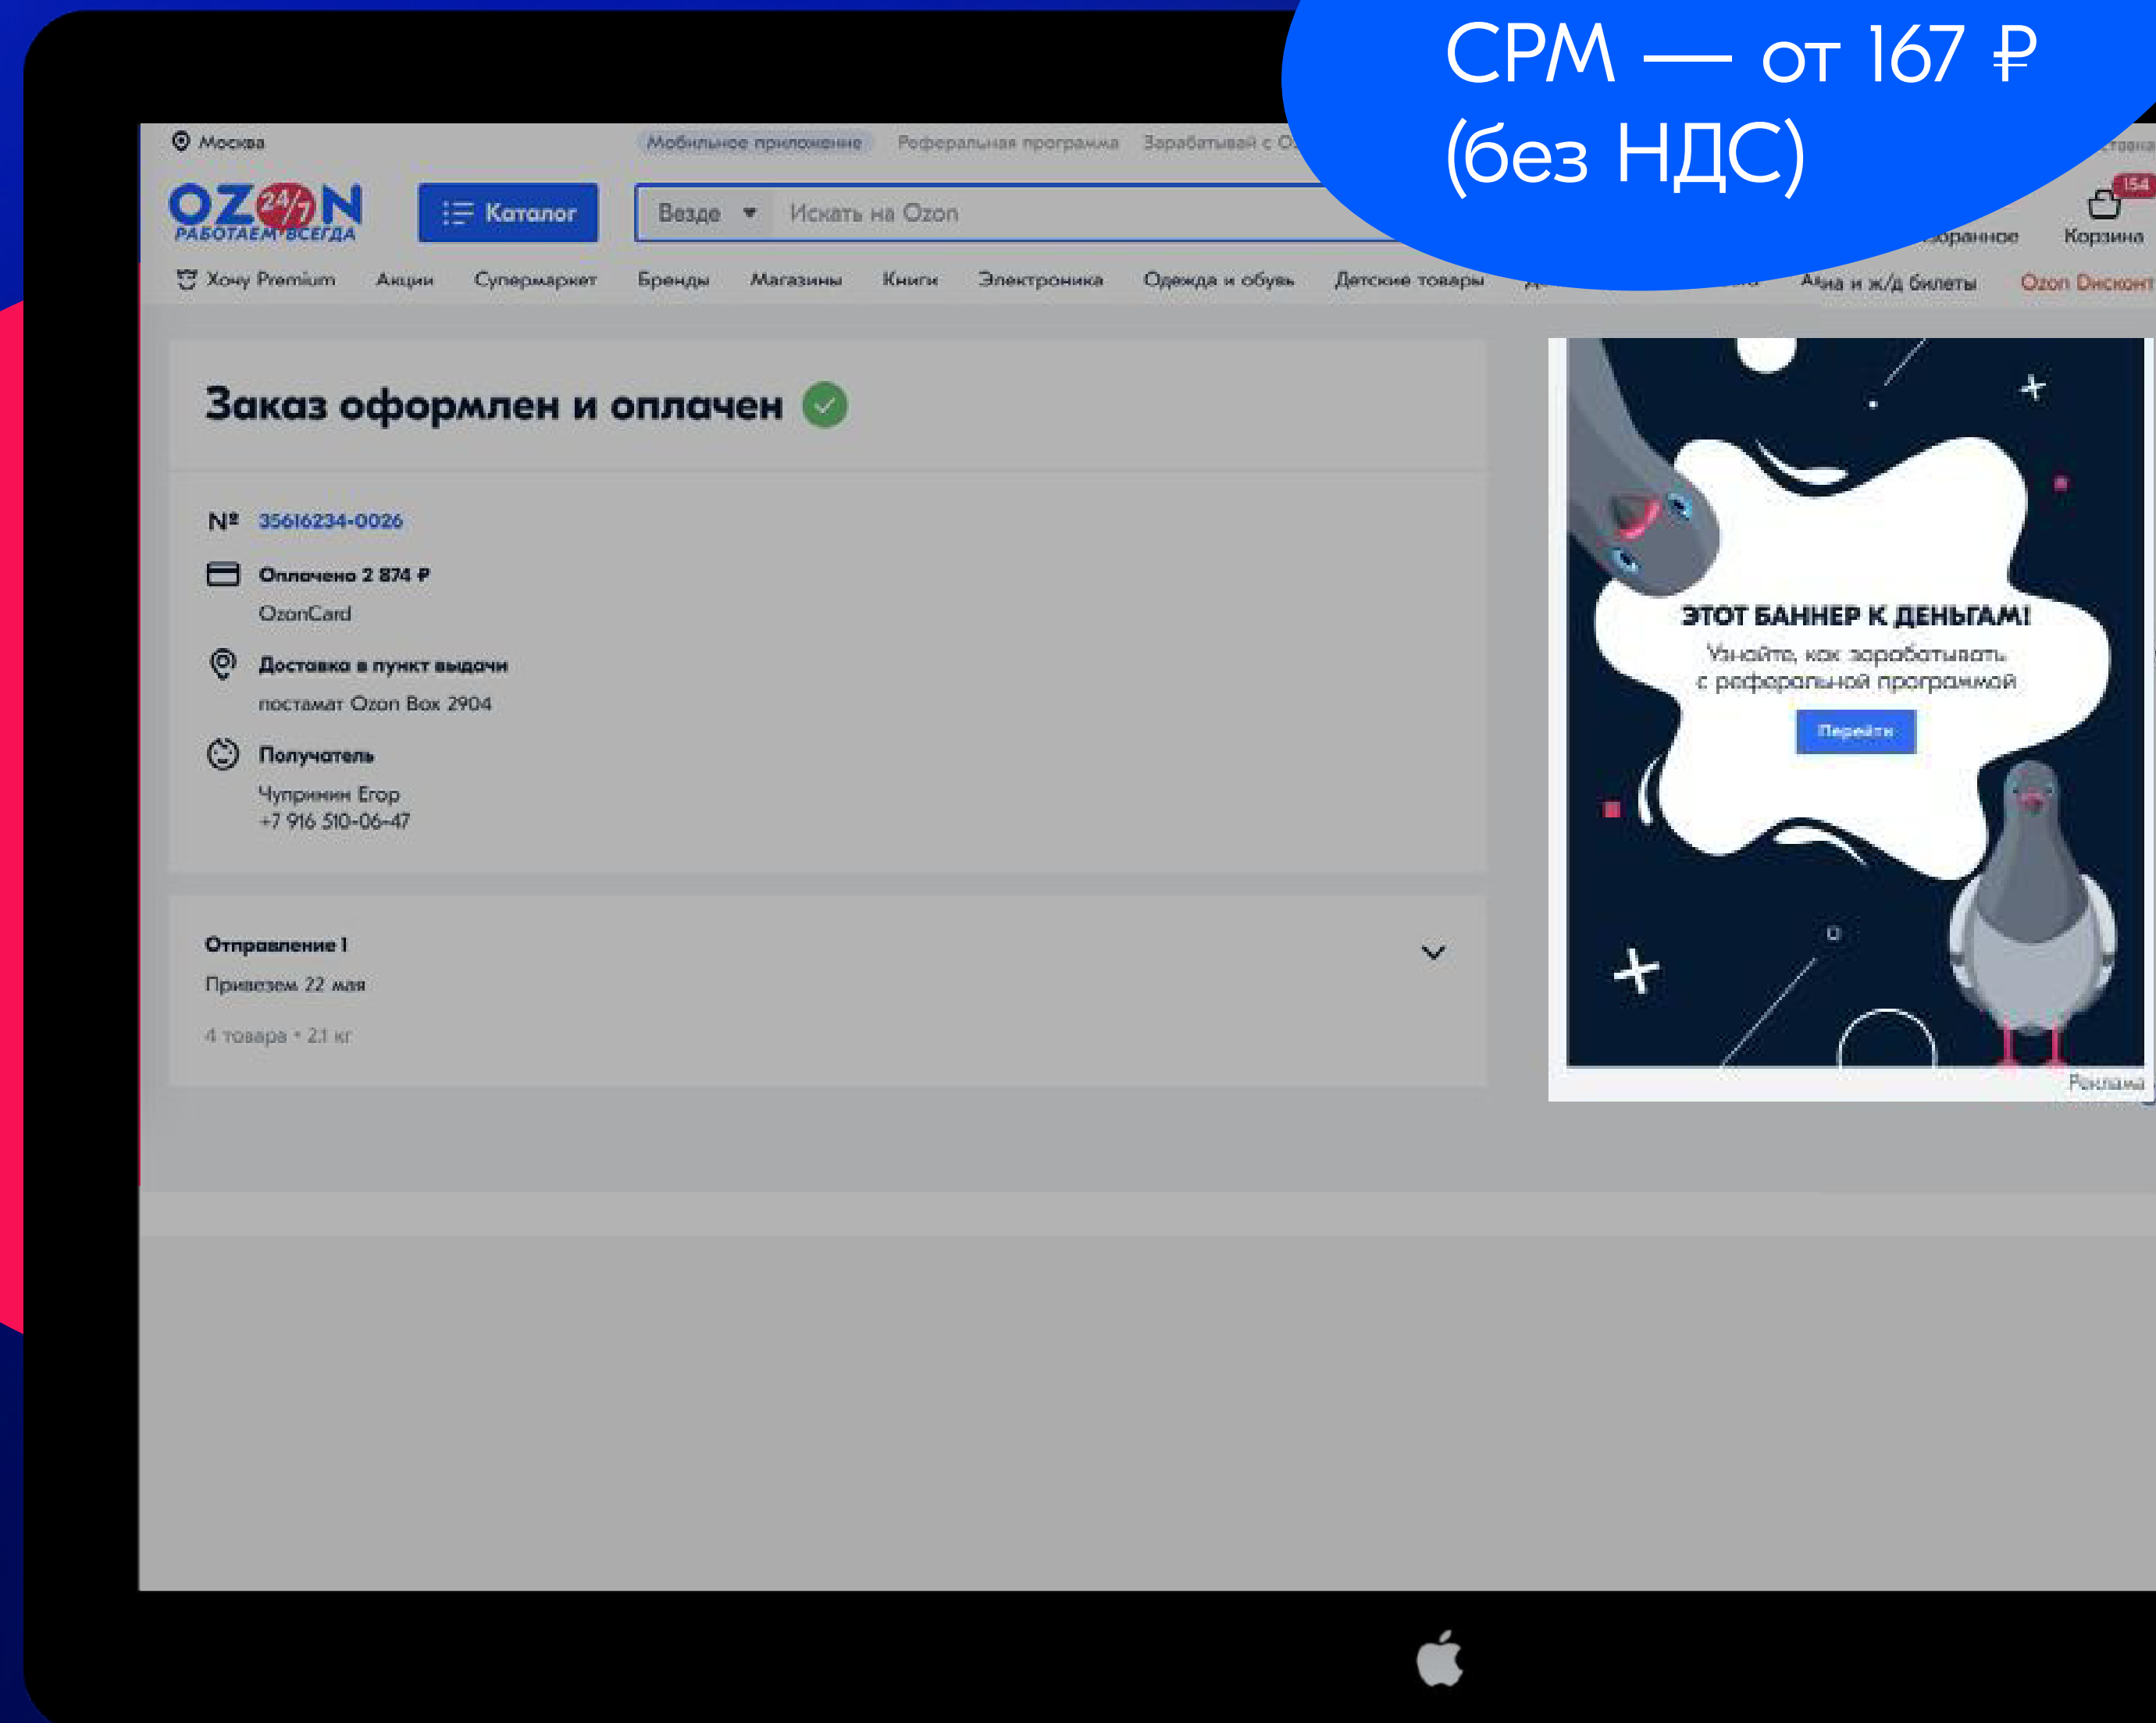 CPM — от 167 ₽
(без НДС)
Москва
Мобильное приложение
Реферальная программа
Зарабатывай с
OZON
24/7
РАБОТАЕМ ВСЕГДА
Каталог
Везде
Искать на Ozon
154
Корзина
Хочу Premium
Акции
Супермаркет
Бренды
Магазины
Книги
Электроника
Одежда и обувь
Детские товары
и ж/д билеты
Ozon Dисконт
Заказ оформлен и оплачен
№ 35616234-0026
Оплачено 2 874 ₽
OzonCard
Доставка в пункт выдачи
постамат Ozon Box 2904
Получатель
Чупринин Егор
+7 916 510-06-47
Отправление 1
Привезем 22 мая
4 товара • 2.1 кг
ЭТОТ БАННЕР К ДЕНЬГАМ!
Узнайте, как зарабатывать
с реферальной программой
Перейти
Реклама